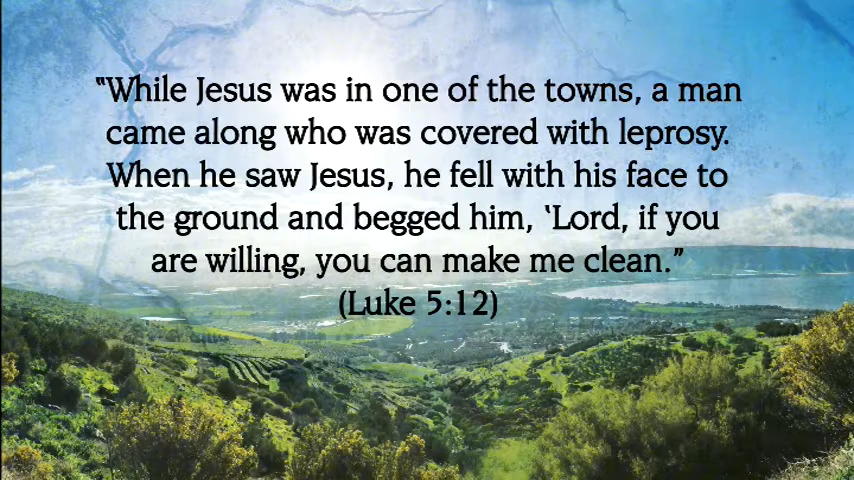 “While Jesus was in one of the towns, a man
came along who was covered with leprosy.
When he saw Jesus, he fell with his face to
the ground and begged him, ‘Lord, if you
are willing, you can make me clean.”
(Luke 5:12)